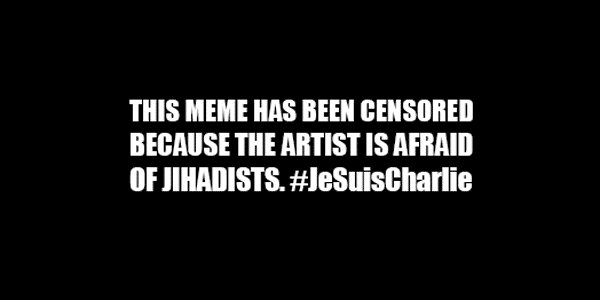 THIS MEME HAS BEEN CENSORED
BECAUSE THE ARTIST IS AFRAID
OF JIHADISTS. #JeSuisCharlie